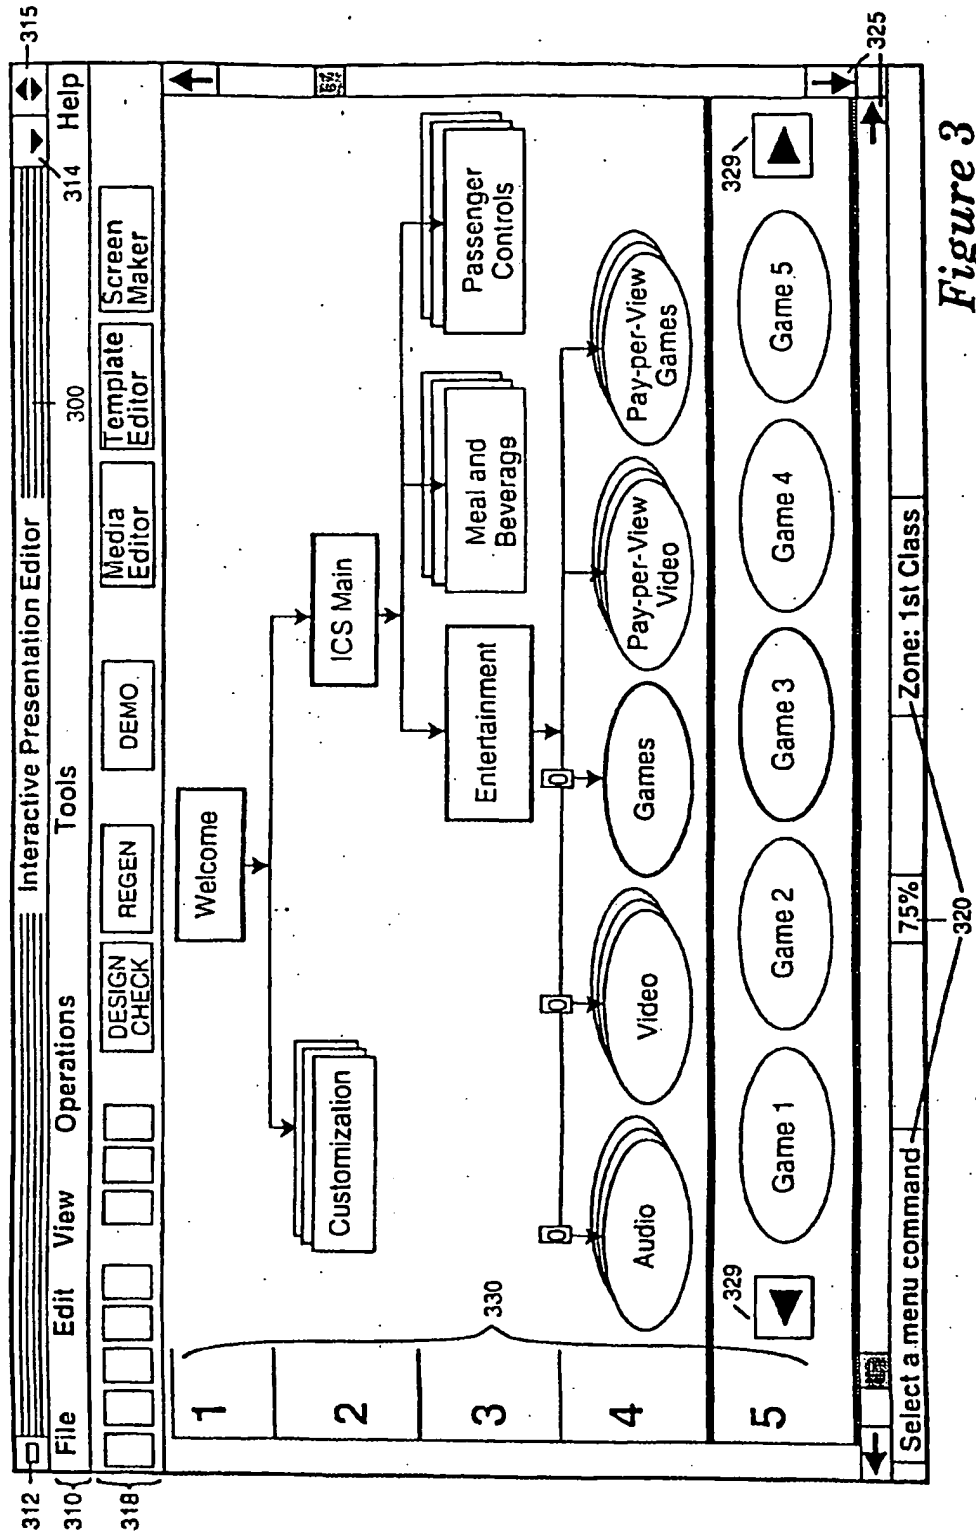 312
Interactive Presentation Editor
315
310
File Edit View Operations Tools Help
300
314
318
DESIGN
CHECK
REGEN
DEMO
Media
Editor
Template
Editor
Screen
Maker
1
Welcome
2
Customization
ICS Main
3
Entertainment
Meal and
Beverage
Passenger
Controls
330
0
0
0
4
Audio
Video
Games
Pay-per-View
Video
Pay-per-View
Games
329
329
5
Game 1
Game 2
Game 3
Game 4
Game 5
325
Select a menu command
75%
Zone: 1st Class
320
Figure 3